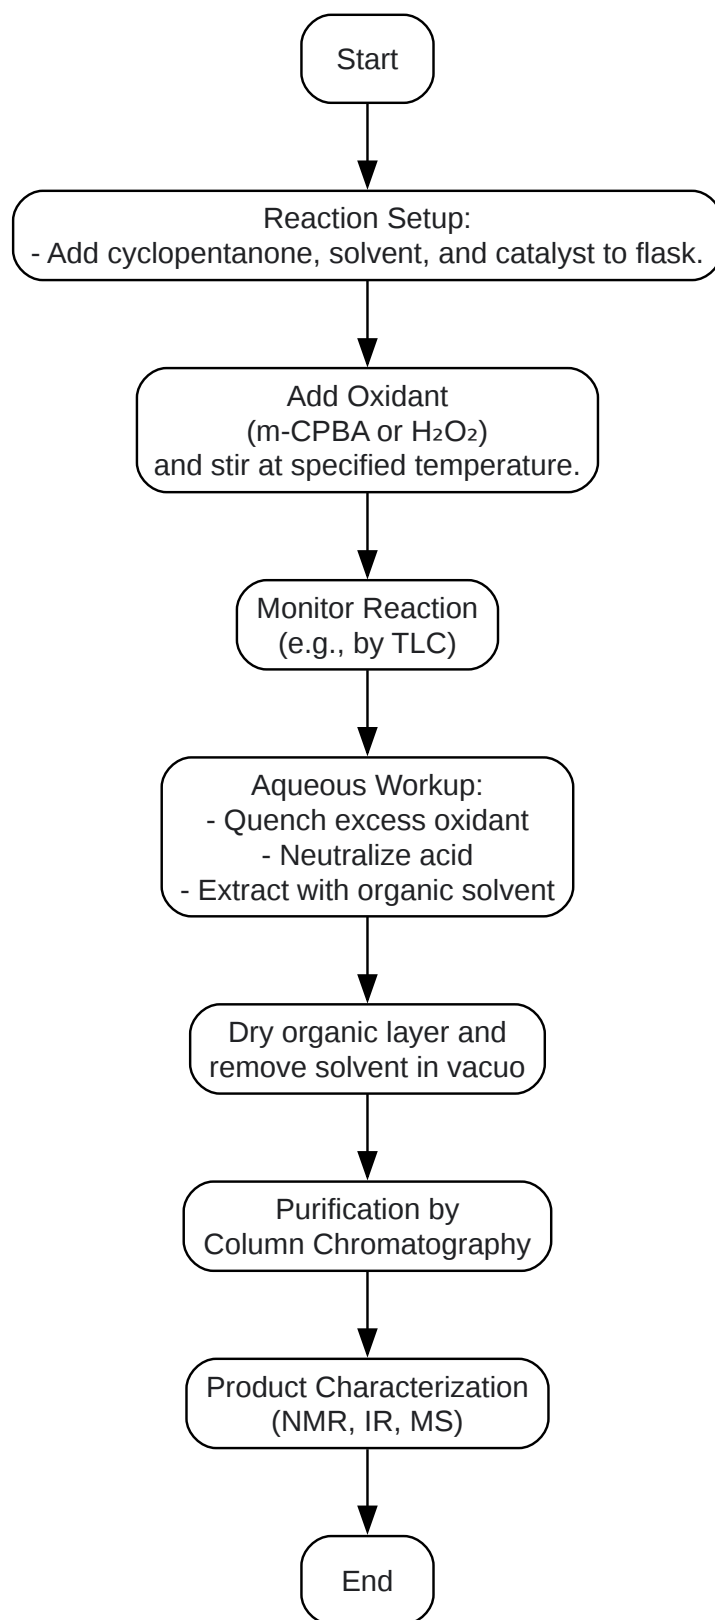 Start
Reaction Setup:
- Add cyclopentanone, solvent, and catalyst to flask.
Add Oxidant
(m-CPBA or H₂O₂)
and stir at specified temperature.
Monitor Reaction
(e.g., by TLC)
Aqueous Workup:
- Quench excess oxidant
- Neutralize acid
- Extract with organic solvent
Dry organic layer and
remove solvent in vacuo
Purification by
Column Chromatography
Product Characterization
(NMR, IR, MS)
End